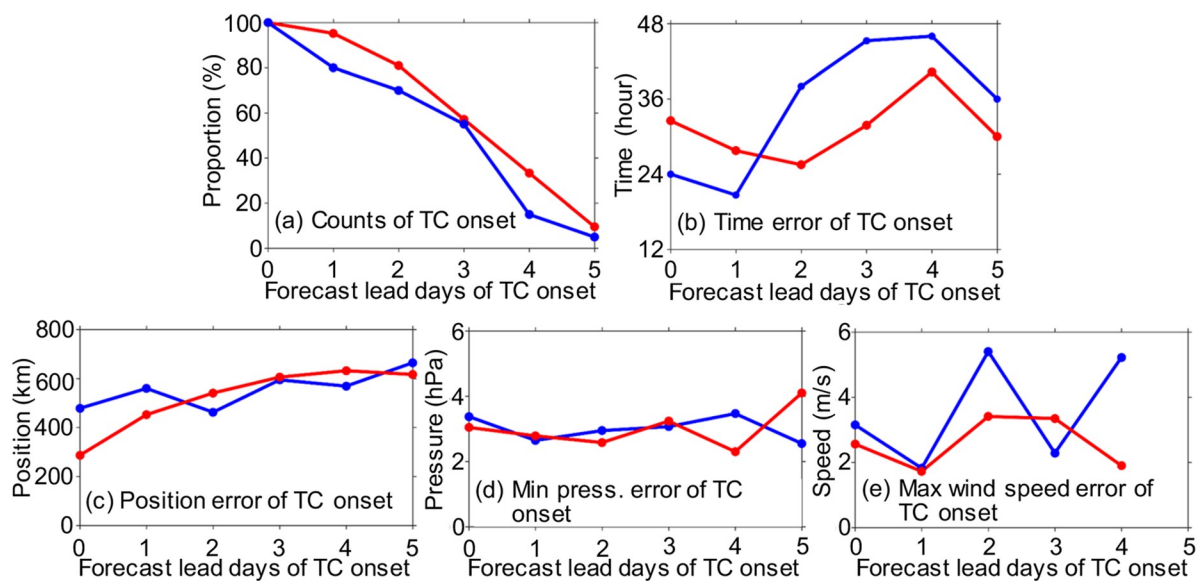 100
80
60
40
20
0
Proportion (%)
(a) Counts of TC onset
0 1 2 3 4 5
Forecast lead days of TC onset
48
36
24
12
Time (hour)
(b) Time error of TC onset
0 1 2 3 4 5
Forecast lead days of TC onset
800
600
400
200
0
Position (km)
(c) Position error of TC onset
0 1 2 3 4 5
Forecast lead days of TC onset
6
4
2
0
Pressure (hPa)
(d) Min press. error of TC
onset
0 1 2 3 4 5
Forecast lead days of TC onset
6
4
2
0
Speed (m/s)
(e) Max wind speed error of
TC onset
0 1 2 3 4 5
Forecast lead days of TC onset